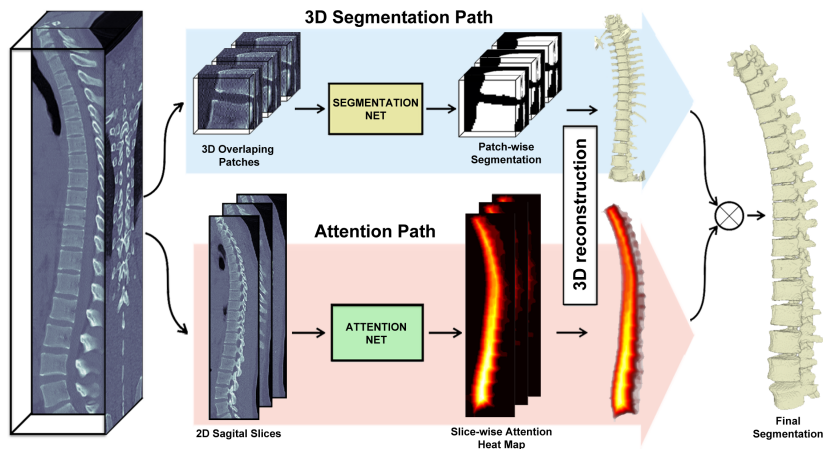 3D Segmentation Path
SEGMENTATION
NET
3D Overlaping
Patches
Patch-wise
Segmentation
3D reconstruction
Attention Path
ATTENTION
NET
2D Sagital Slices
Slice-wise Attention
Heat Map
Final
Segmentation